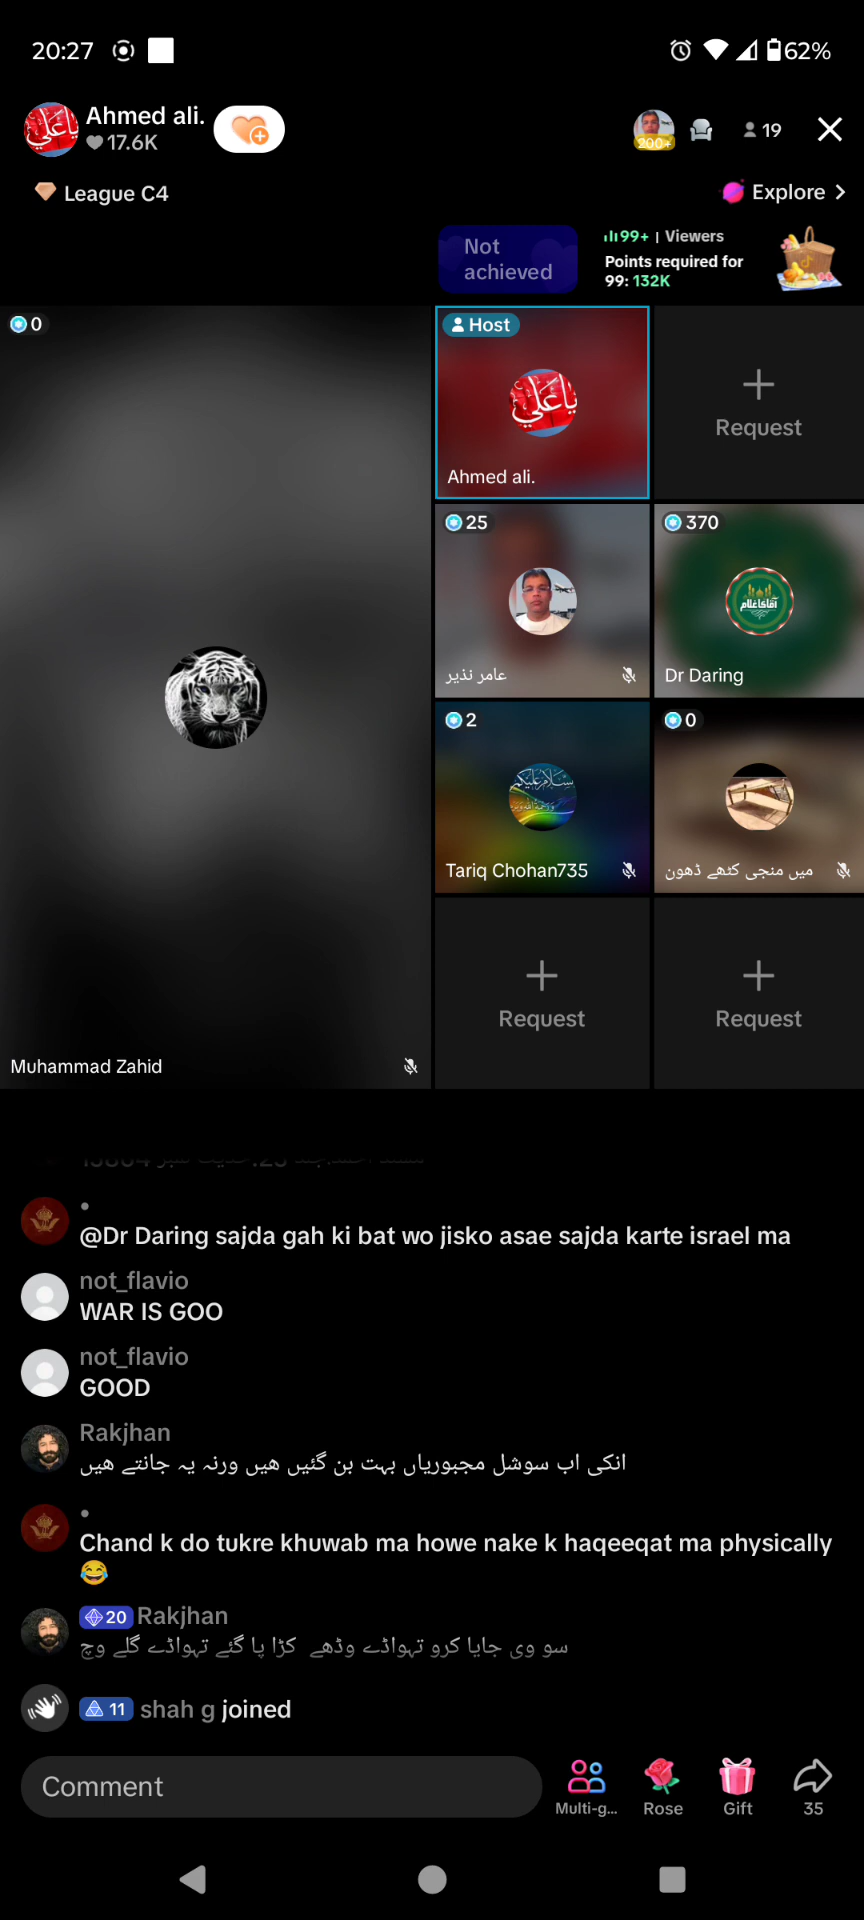 20:27
62%
Ahmed ali.
17.6K
200+
19
League C4
Explore
Not
achieved
99+ | Viewers
Points required for
99: 132K
0
Host
ياعلي
Ahmed ali.
Request
25
عامر نذیر
370
آقاکاغلام
Dr Daring
2
Tariq Chohan735
0
میں منجی کتھے ڈھون
Muhammad Zahid
Request
Request
@Dr Daring sajda gah ki bat wo jisko asae sajda karte israel ma
not_flavio
WAR IS GOO
not_flavio
GOOD
Rakjhan
انکی اب سوشل مجبوریاں بہت بن گئیں ھیں ورنہ یہ جانتے ھیں
Chand k do tukre khuwab ma howe nake k haqeeqat ma physically
😂
20 Rakjhan
سو وی جایا کرو تہواڈے وڈھے کڑا پا گئے تہواڈے گلے وچ
11 shah g joined
Comment
Multi-g...
Rose
Gift
35